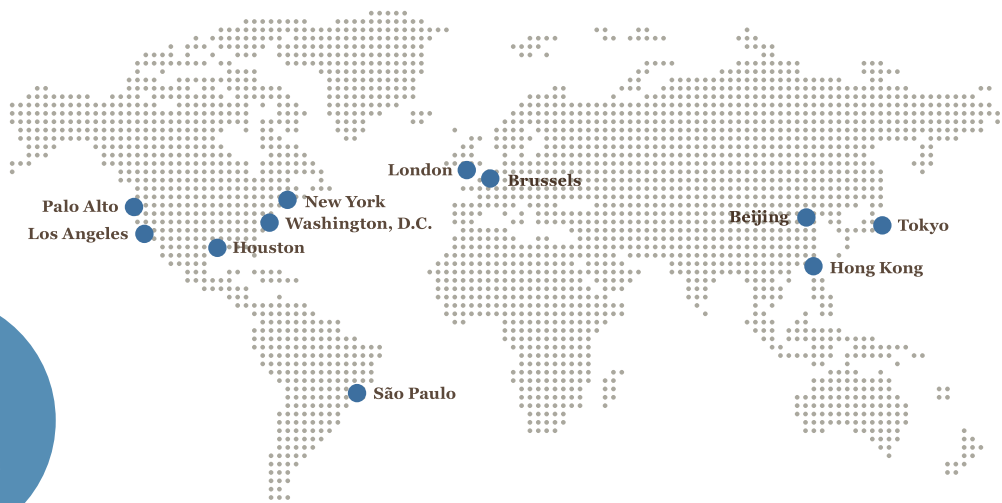 London
Brussels
Palo Alto
New York
Washington, D.C.
Los Angeles
Houston
Beijing
Tokyo
Hong Kong
São Paulo